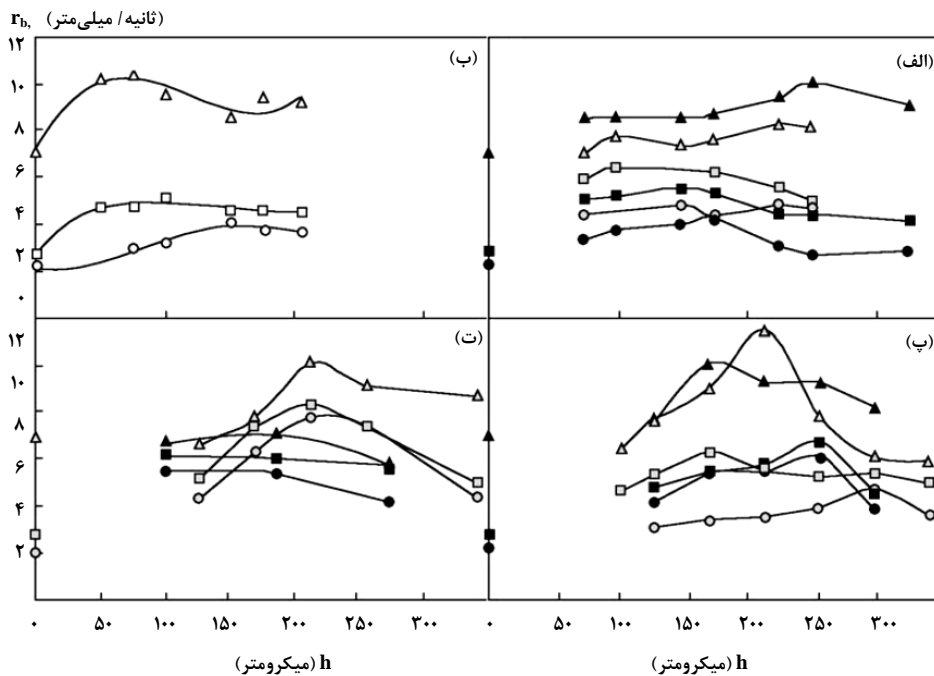 r_b, (ثانیه / میلی‌متر)
۱۲
(ب)
(الف)
۱۰
۸
۶
۴
۲
۰
۱۲
(ت)
(پ)
۱۰
۸
۶
۴
۲
۰ ۵۰ ۱۰۰ ۱۵۰ ۲۰۰ ۲۵۰ ۳۰۰ ۰ ۵۰ ۱۰۰ ۱۵۰ ۲۰۰ ۲۵۰ ۳۰۰
h (میکرومتر)
h (میکرومتر)